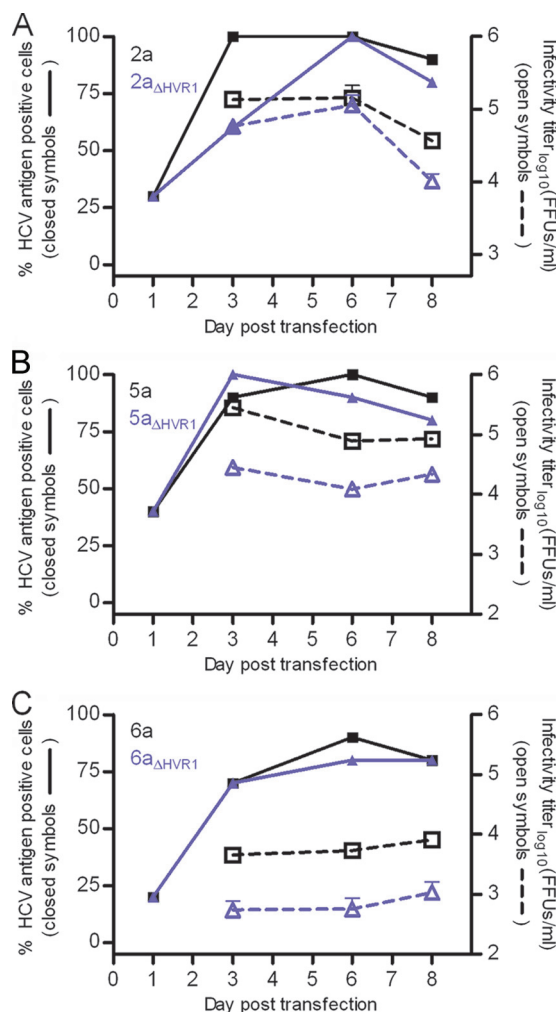 A
% HCV antigen positive cells
(closed symbols ——)
100
75
50
25
0
2a
2aΔHVR1
6
5
4
3
Infectivity titer log10(FFUs/ml)
(open symbols ---)
0 1 2 3 4 5 6 7 8
Day post transfection
B
% HCV antigen positive cells
(closed symbols ——)
100
75
50
25
0
5a
5aΔHVR1
6
5
4
3
2
Infectivity titer log10(FFUs/ml)
(open symbols ---)
0 1 2 3 4 5 6 7 8
Day post transfection
C
% HCV antigen positive cells
(closed symbols ——)
100
75
50
25
0
6a
6aΔHVR1
6
5
4
3
2
Infectivity titer log10(FFUs/ml)
(open symbols ---)
0 1 2 3 4 5 6 7 8
Day post transfection